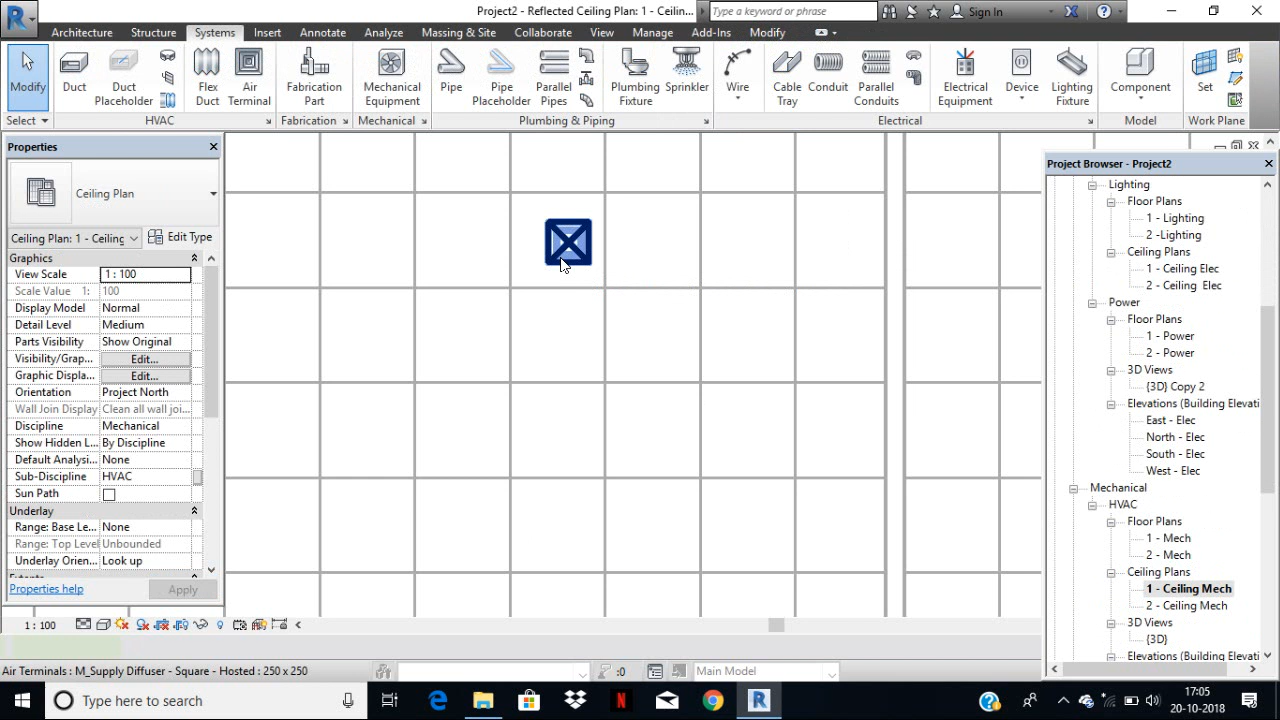 Project2 - Reflected Ceiling Plan: 1 - Ceilin...
Type a keyword or phrase
Sign In
Architecture Structure Systems Insert Annotate Analyze Massing & Site Collaborate View Manage Add-Ins Modify
Modify
Duct
Duct Placeholder
Flex Duct
Air Terminal
Fabrication Part
Mechanical Equipment
Pipe
Pipe Placeholder
Parallel Pipes
Plumbing Fixture
Sprinkler
Wire
Cable Tray
Conduit
Parallel Conduits
Electrical Equipment
Device
Lighting Fixture
Component
Set
Select HVAC Fabrication Mechanical Plumbing & Piping Electrical Model Work Plane
Properties
Ceiling Plan
Ceiling Plan: 1 - Ceiling Edit Type
Graphics
View Scale 1 : 100
Scale Value 1: 100
Display Model Normal
Detail Level Medium
Parts Visibility Show Original
Visibility/Grap... Edit...
Graphic Displa... Edit...
Orientation Project North
Wall Join Display Clean all wall joi...
Discipline Mechanical
Show Hidden L... By Discipline
Default Analysi... None
Sub-Discipline HVAC
Sun Path
Underlay
Range: Base Le... None
Range: Top Level Unbounded
Underlay Orien... Look up
Extents
Properties help Apply
Project Browser - Project2
Lighting
Floor Plans
1 - Lighting
2 -Lighting
Ceiling Plans
1 - Ceiling Elec
2 - Ceiling Elec
Power
Floor Plans
1 - Power
2 - Power
3D Views
{3D} Copy 2
Elevations (Building Elevati
East - Elec
North - Elec
South - Elec
West - Elec
Mechanical
HVAC
Floor Plans
1 - Mech
2 - Mech
Ceiling Plans
1 - Ceiling Mech
2 - Ceiling Mech
3D Views
{3D}
Elevations (Building Elevati
1 : 100
Air Terminals : M_Supply Diffuser - Square - Hosted : 250 x 250
:0
Main Model
Type here to search
17:05
20-10-2018